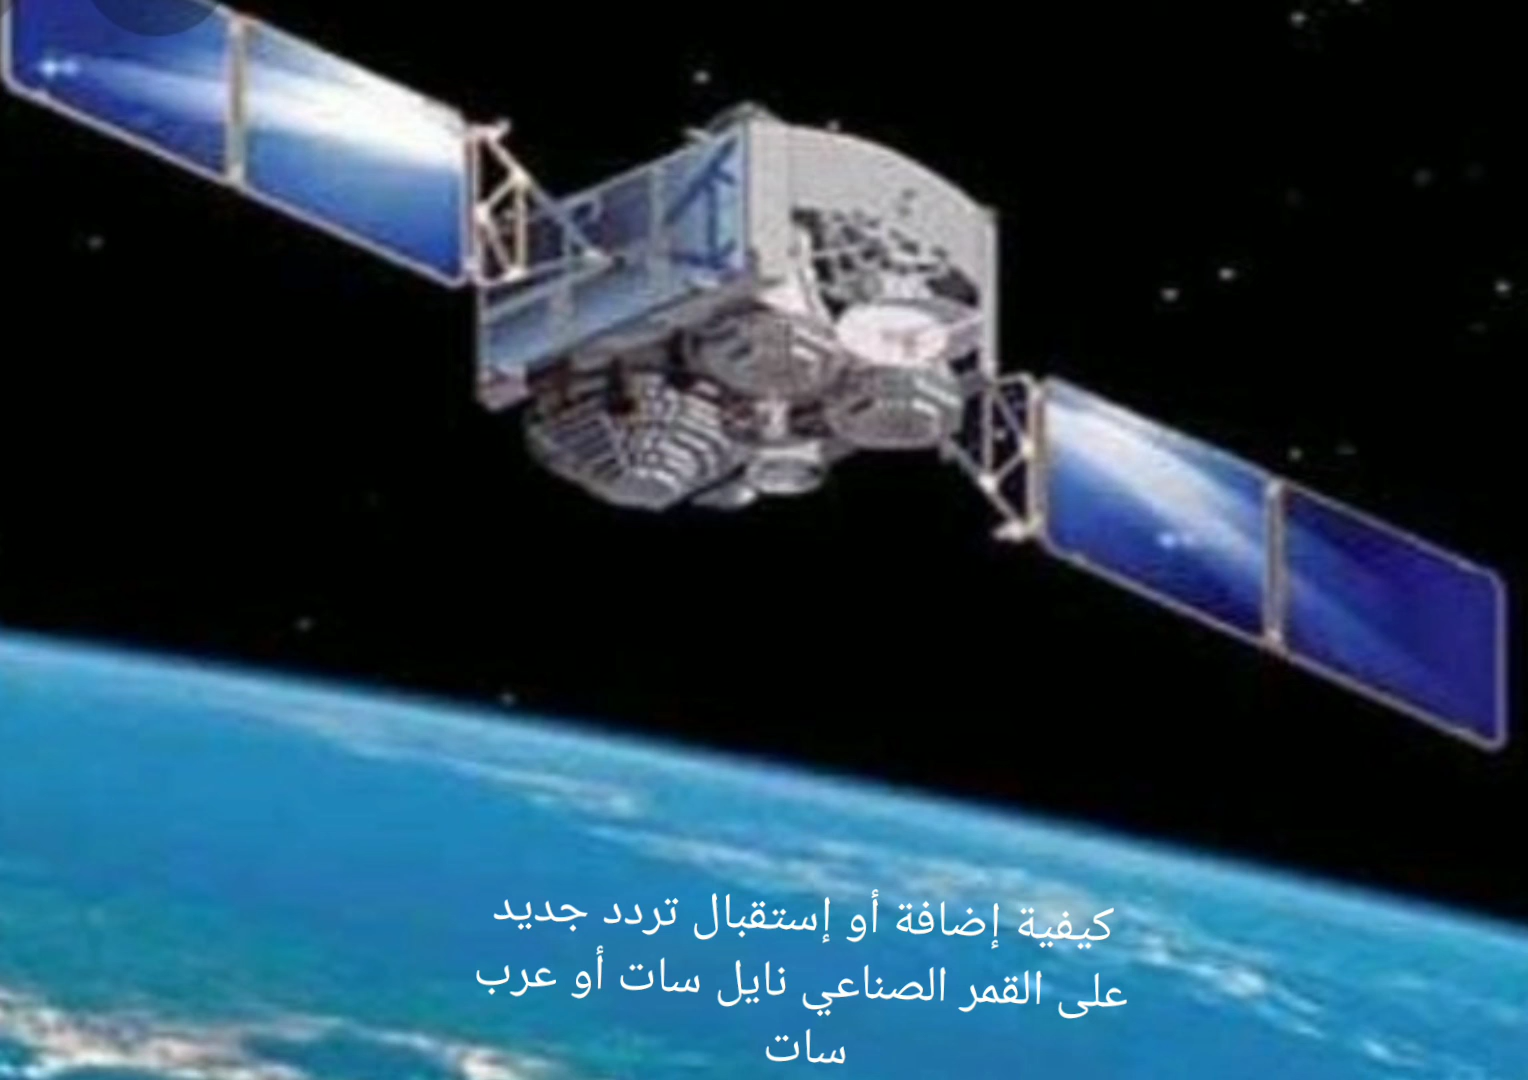 كيفية إضافة أو إستقبال تردد جديد
على القمر الصناعي نايل سات أو عرب
سات